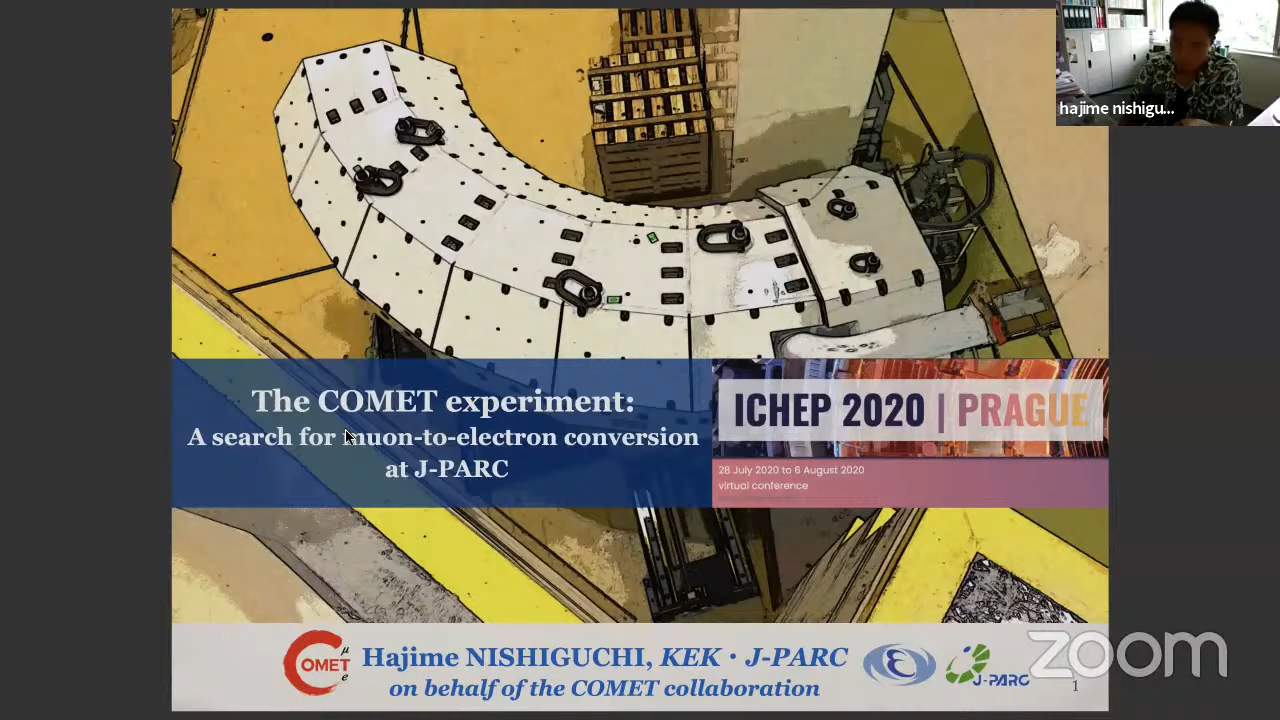 hajime nishigu...
The COMET experiment:
A search for muon-to-electron conversion
at J-PARC
ICHEP 2020 | PRAGUE
28 July 2020 to 6 August 2020
virtual conference
COMET
μ
e
Hajime NISHIGUCHI, KEK · J-PARC
on behalf of the COMET collaboration
J-PARC
zoom
1